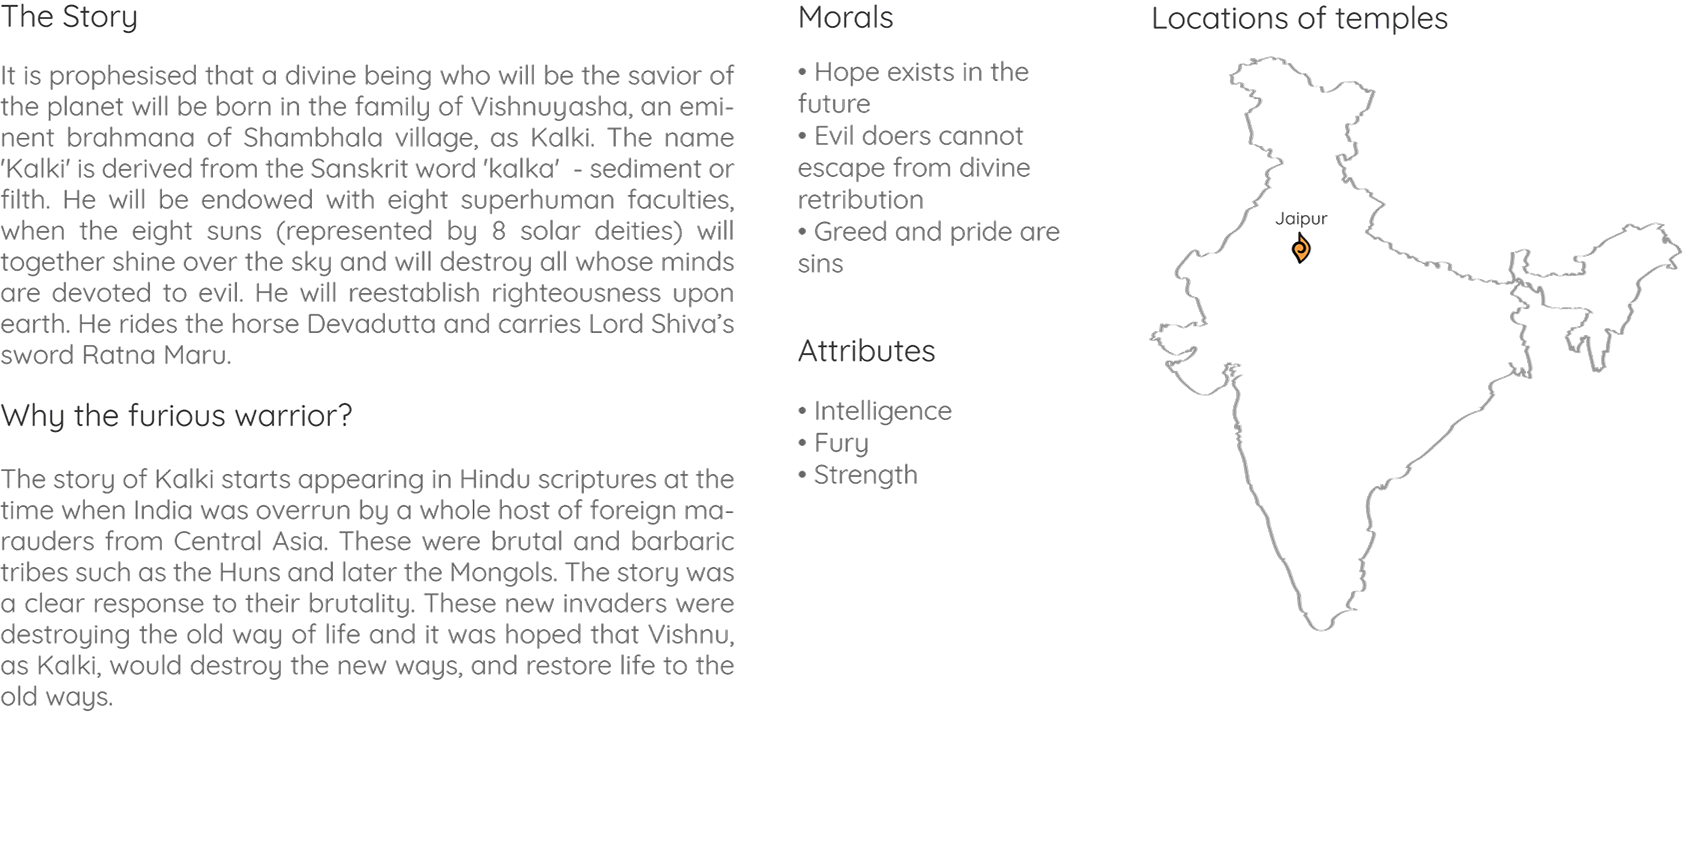 The Story
It is prophesised that a divine being who will be the savior of
the planet will be born in the family of Vishnuyasha, an emi-
nent brahmana of Shambhala village, as Kalki. The name
'Kalki' is derived from the Sanskrit word 'kalka'  - sediment or
filth. He will be endowed with eight superhuman faculties,
when the eight suns (represented by 8 solar deities) will
together shine over the sky and will destroy all whose minds
are devoted to evil. He will reestablish righteousness upon
earth. He rides the horse Devadutta and carries Lord Shiva’s
sword Ratna Maru.
Why the furious warrior?
The story of Kalki starts appearing in Hindu scriptures at the
time when India was overrun by a whole host of foreign ma-
rauders from Central Asia. These were brutal and barbaric
tribes such as the Huns and later the Mongols. The story was
a clear response to their brutality. These new invaders were
destroying the old way of life and it was hoped that Vishnu,
as Kalki, would destroy the new ways, and restore life to the
old ways.
Morals
• Hope exists in the
future
• Evil doers cannot
escape from divine
retribution
• Greed and pride are
sins
Attributes
• Intelligence
• Fury
• Strength
Locations of temples
Jaipur